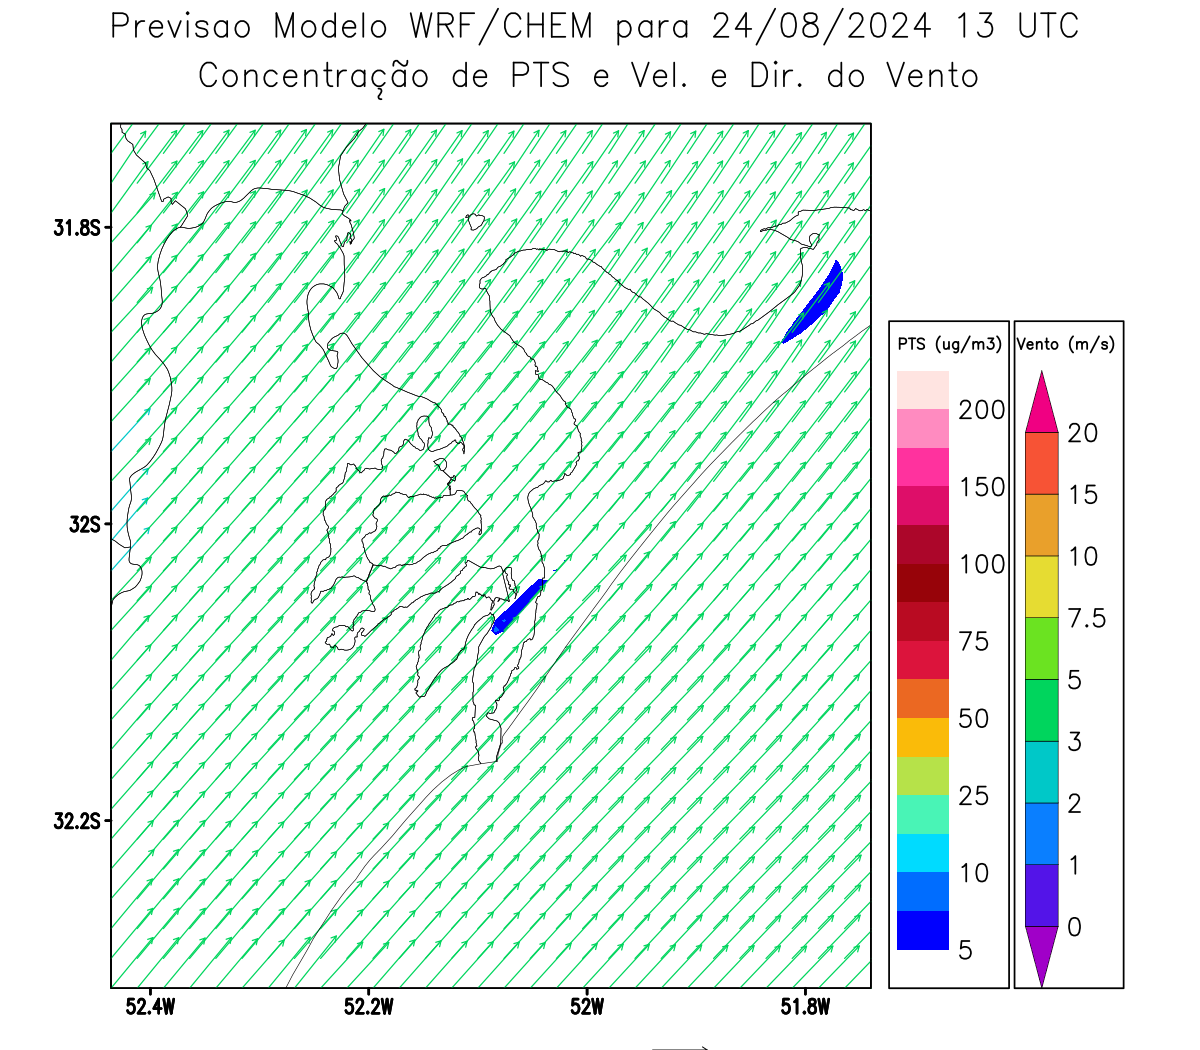 Previsao Modelo WRF/CHEM para 24/08/2024 13 UTC
Concentração de PTS e Vel. e Dir. do Vento
31.8S
32S
32.2S
52.4W 52.2W 52W 51.8W
PTS (ug/m3)
200
150
100
75
50
25
10
5
Vento (m/s)
20
15
10
7.5
5
3
2
1
0